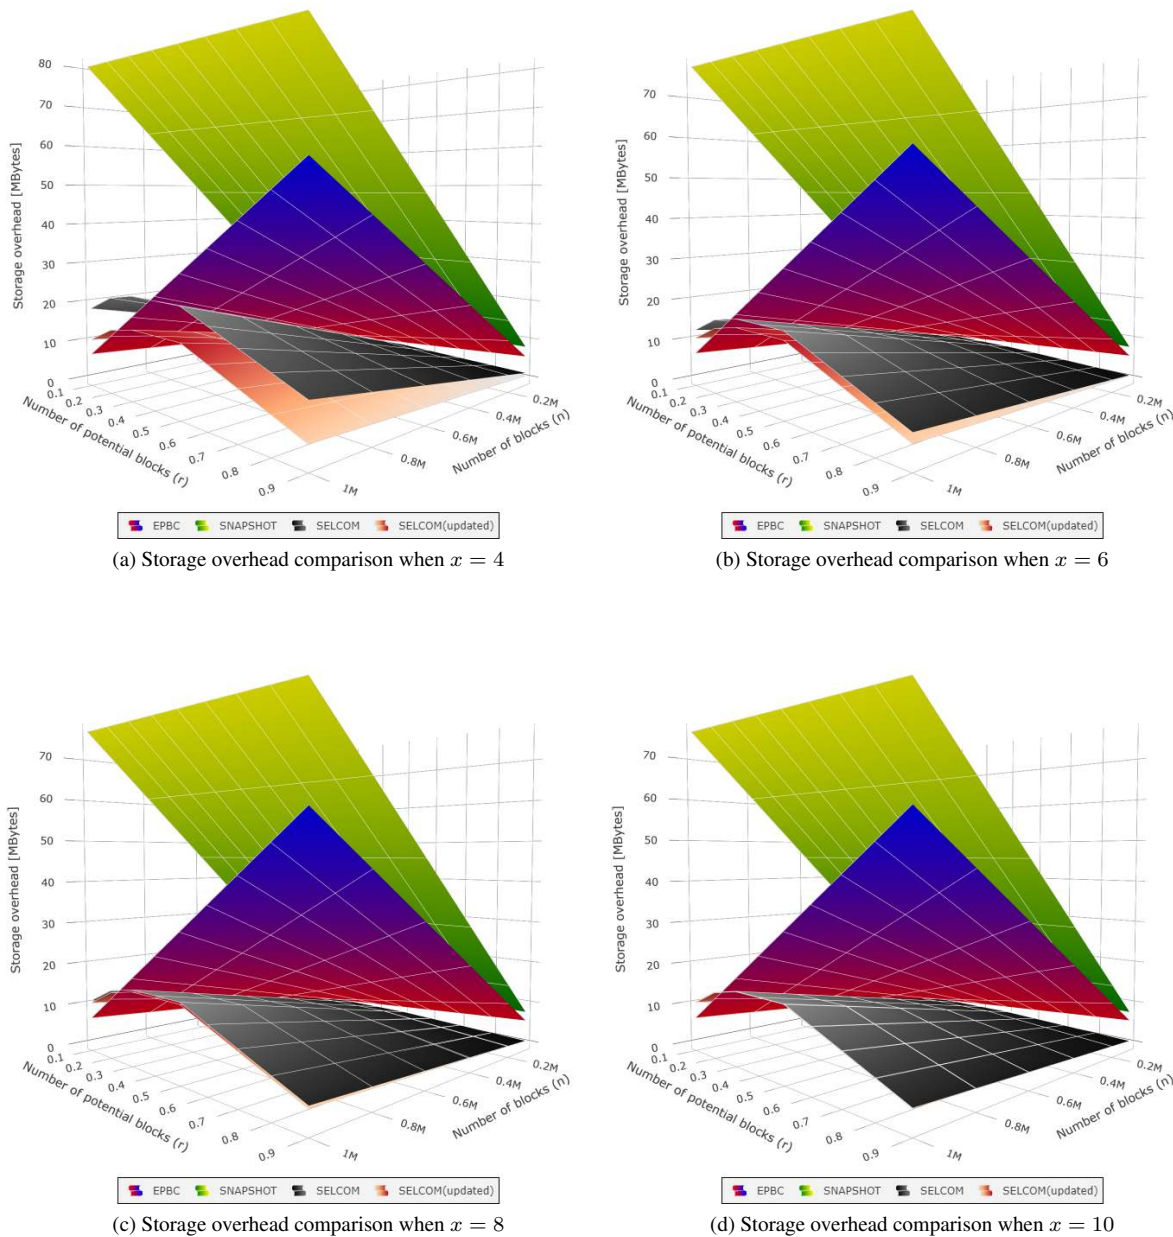 80
70
60
50
40
30
20
10
0
Storage overhead [MBytes]
0.1
0.2
0.3
0.4
0.5
0.6
0.7
0.8
0.9
Number of potential blocks (r)
0.2M
0.4M
0.6M
0.8M
1M
Number of blocks (n)
EPBC SNAPSHOT SELCOM SELCOM(updated)
(a) Storage overhead comparison when x = 4
70
60
50
40
30
20
10
0
Storage overhead [MBytes]
0.1
0.2
0.3
0.4
0.5
0.6
0.7
0.8
0.9
Number of potential blocks (r)
0.2M
0.4M
0.6M
0.8M
1M
Number of blocks (n)
EPBC SNAPSHOT SELCOM SELCOM(updated)
(b) Storage overhead comparison when x = 6
70
60
50
40
30
20
10
0
Storage overhead [MBytes]
0.1
0.2
0.3
0.4
0.5
0.6
0.7
0.8
0.9
Number of potential blocks (r)
0.2M
0.4M
0.6M
0.8M
1M
Number of blocks (n)
EPBC SNAPSHOT SELCOM SELCOM(updated)
(c) Storage overhead comparison when x = 8
70
60
50
40
30
20
10
0
Storage overhead [MBytes]
0.1
0.2
0.3
0.4
0.5
0.6
0.7
0.8
0.9
Number of potential blocks (r)
0.2M
0.4M
0.6M
0.8M
1M
Number of blocks (n)
EPBC SNAPSHOT SELCOM SELCOM(updated)
(d) Storage overhead comparison when x = 10